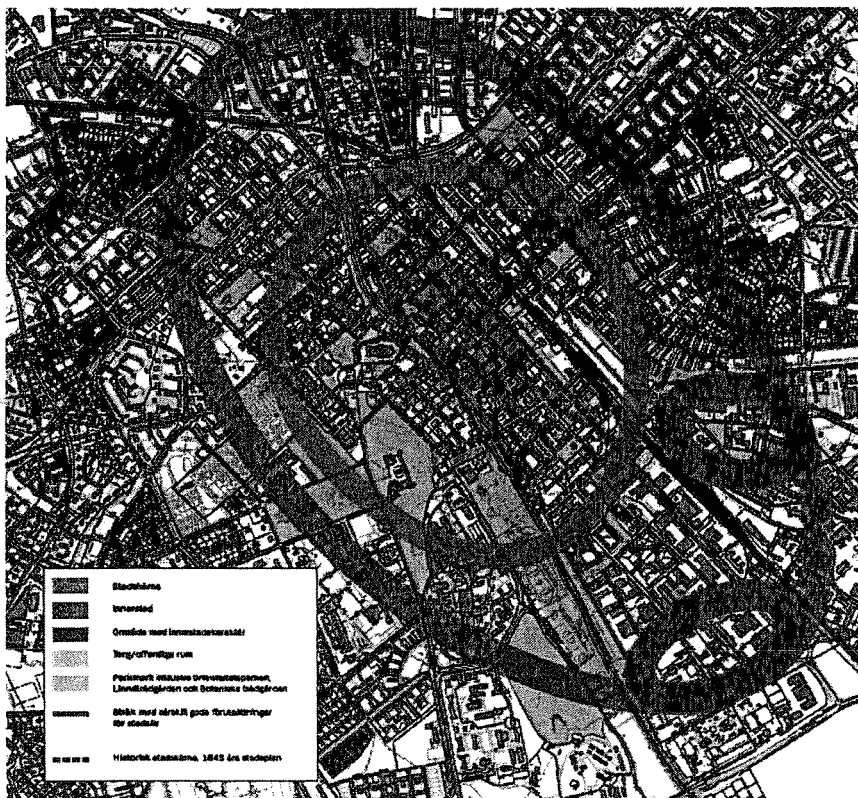 Stadskärna
Innerstad
Område med innerstadskaraktär
Torg/offentliga rum
Parkmark inklusive
Linnéträdgården och Botaniska trädgården
Stråk med särskilt goda förutsättningar
för stadsliv
Historisk stadskärna, 1643 års stadsplan